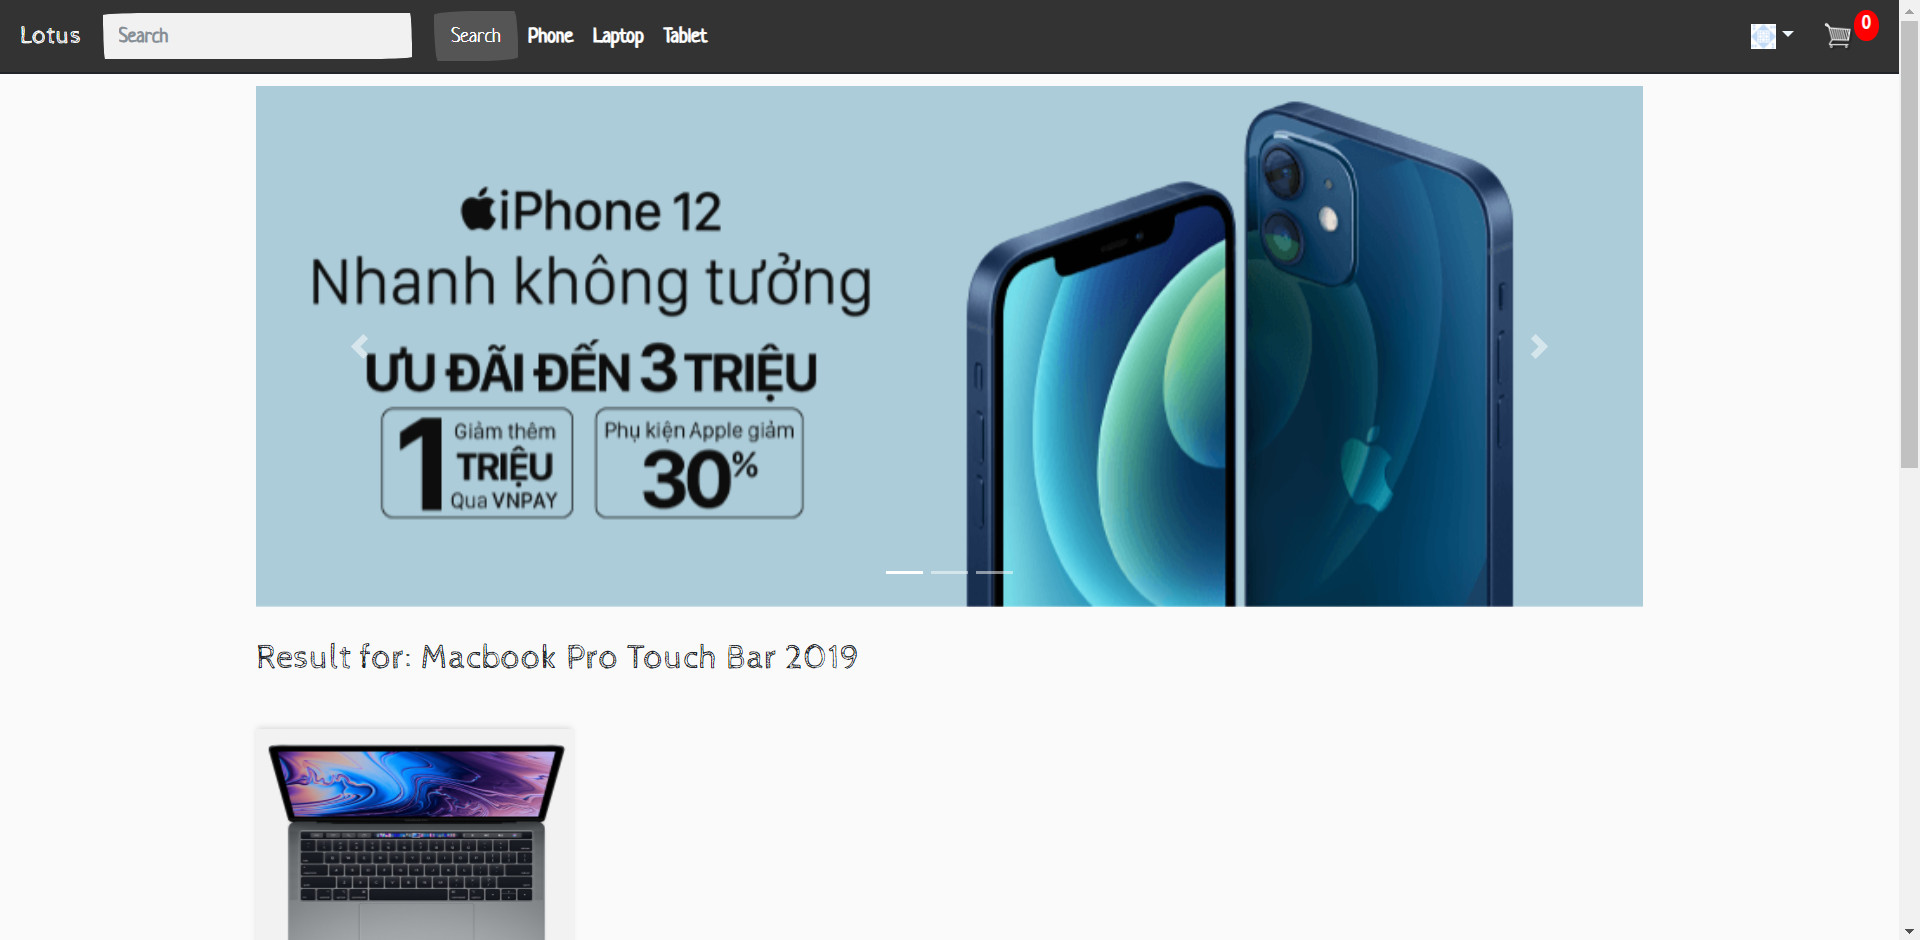 Lotus
Search
Search
Phone
Laptop
Tablet
0
iPhone 12
Nhanh không tưởng
ƯU ĐÃI ĐẾN 3 TRIỆU
1 Giảm thêm
TRIỆU
Qua VNPAY
Phụ kiện Apple giảm
30%
Result for: Macbook Pro Touch Bar 2019